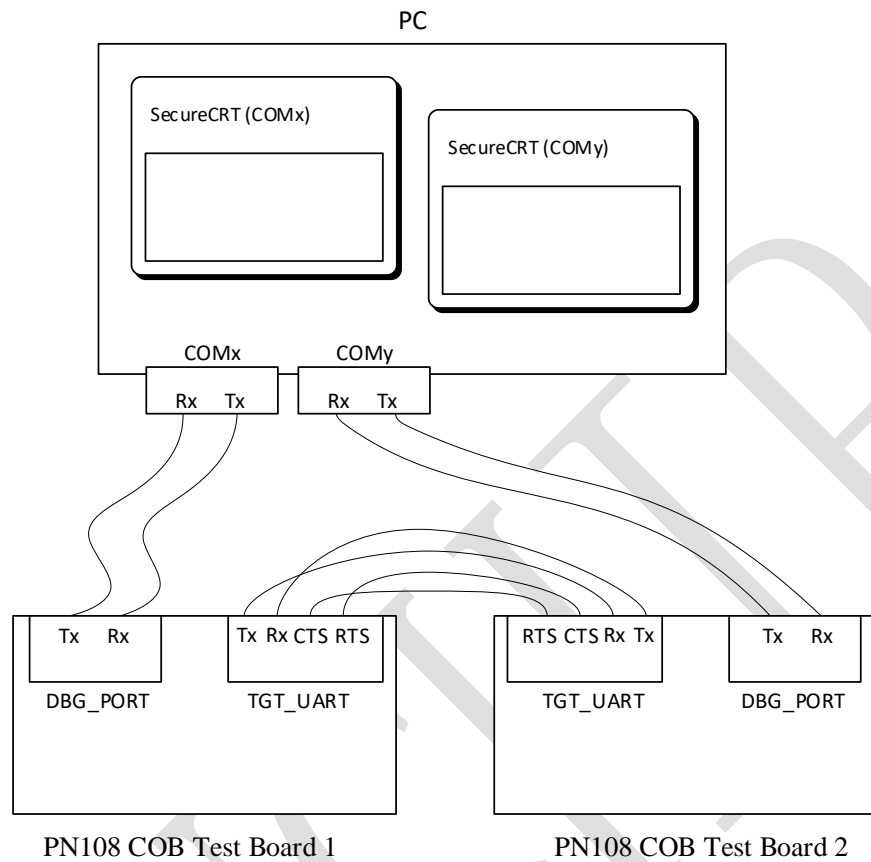 PC
SecureCRT (COMx)
SecureCRT (COMy)
COMx
COMy
Rx Tx
Rx Tx
Tx Rx
Tx Rx CTS RTS
RTS CTS Rx Tx
Tx Rx
DBG_PORT
TGT_UART
TGT_UART
DBG_PORT
PN108 COB Test Board 1
PN108 COB Test Board 2